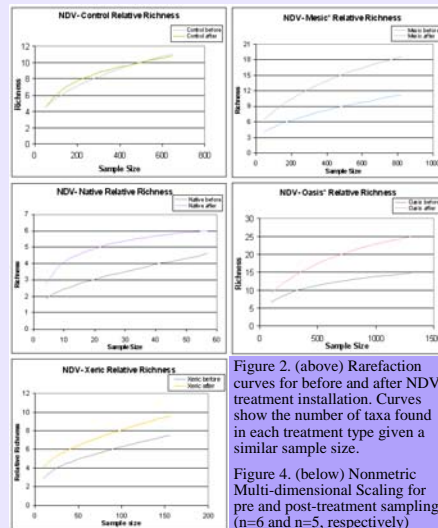 NDV-Control Relative Richness
Control before
Control after
Richness
12
10
8
6
4
2
0
0 200 400 600 800
Sample Size
NDV-Mesic' Relative Richness
Mesic before
Mesic after
Richness
21
18
15
12
9
6
3
0
0 200 400 600 800 1000
Sample Size
NDV-Native Relative Richness
Native before
Native after
Richness
7
6
5
4
3
2
1
0
0 10 20 30 40 50 60
Sample Size
NDV-Oasis' Relative Richness
Oasis before
Oasis after
Richness
30
25
20
15
10
5
0
0 500 1000 1500
Sample Size
NDV-Xeric Relative Richness
Xeric before
Xeric after
Relative Richness
12
10
8
6
4
2
0
0 50 100 150 200
Sample size
Figure 2. (above) Rarefaction
curves for before and after NDV
treatment installation. Curves
show the number of taxa found
in each treatment type given a
similar sample size.
Figure 4. (below) Nonmetric
Multi-dimensional Scaling for
pre and post-treatment sampling
(n=6 and n=5, respectively)